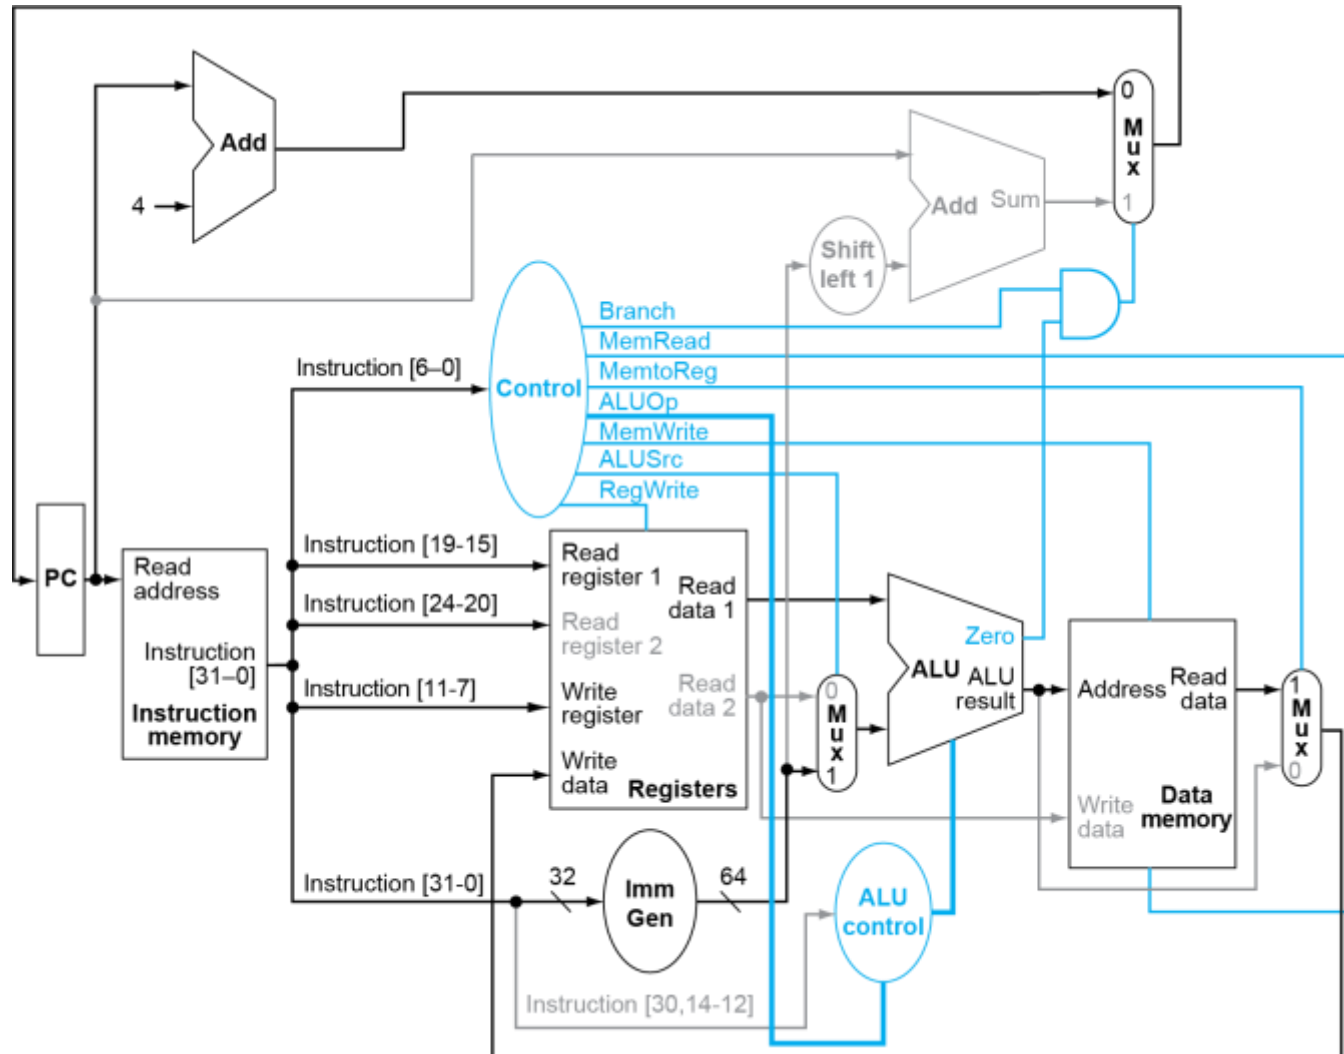 0
M
u
x
1
Add
4
Add Sum
Shift
left 1
Branch
MemRead
Instruction [6–0]
MemtoReg
Control
ALUOp
MemWrite
ALUSrc
RegWrite
PC
Read
address
Instruction
[31–0]
Instruction
memory
Instruction [19-15]
Instruction [24-20]
Instruction [11-7]
Read
register 1
Read
data 1
Read
register 2
Write
register
Read
data 2
Write
data
Registers
0
M
u
x
1
Zero
ALU
ALU
result
Address
Read
data
Write
data
Data
memory
1
M
u
x
0
Instruction [31-0]
32
Imm
Gen
64
ALU
control
Instruction [30,14-12]